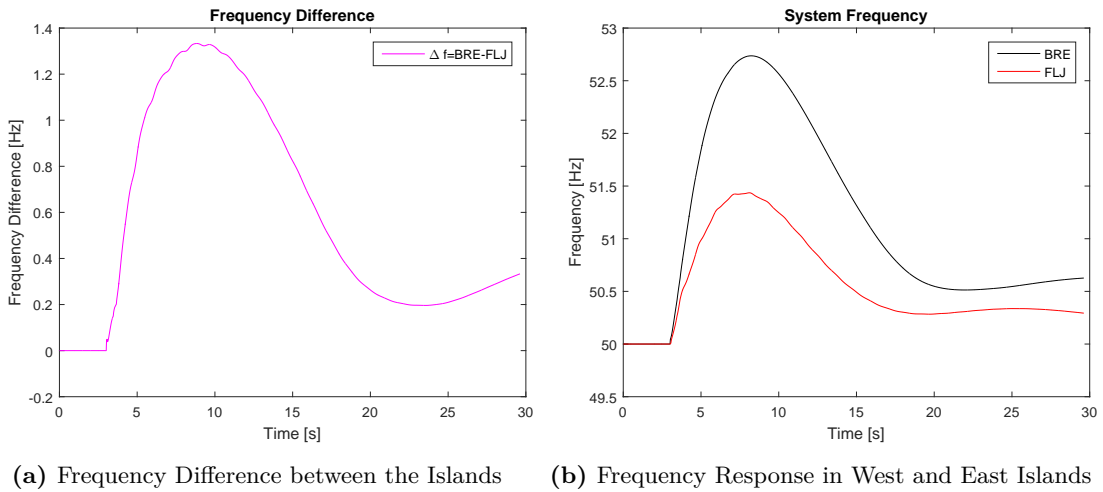 Frequency Difference
1.4
1.2
1
0.8
0.6
0.4
0.2
0
-0.2
Frequency Difference [Hz]
Δ f=BRE-FLJ
0 5 10 15 20 25 30
Time [s]
(a) Frequency Difference between the Islands
System Frequency
53
52.5
52
51.5
51
50.5
50
49.5
Frequency [Hz]
BRE
FLJ
0 5 10 15 20 25 30
Time [s]
(b) Frequency Response in West and East Islands